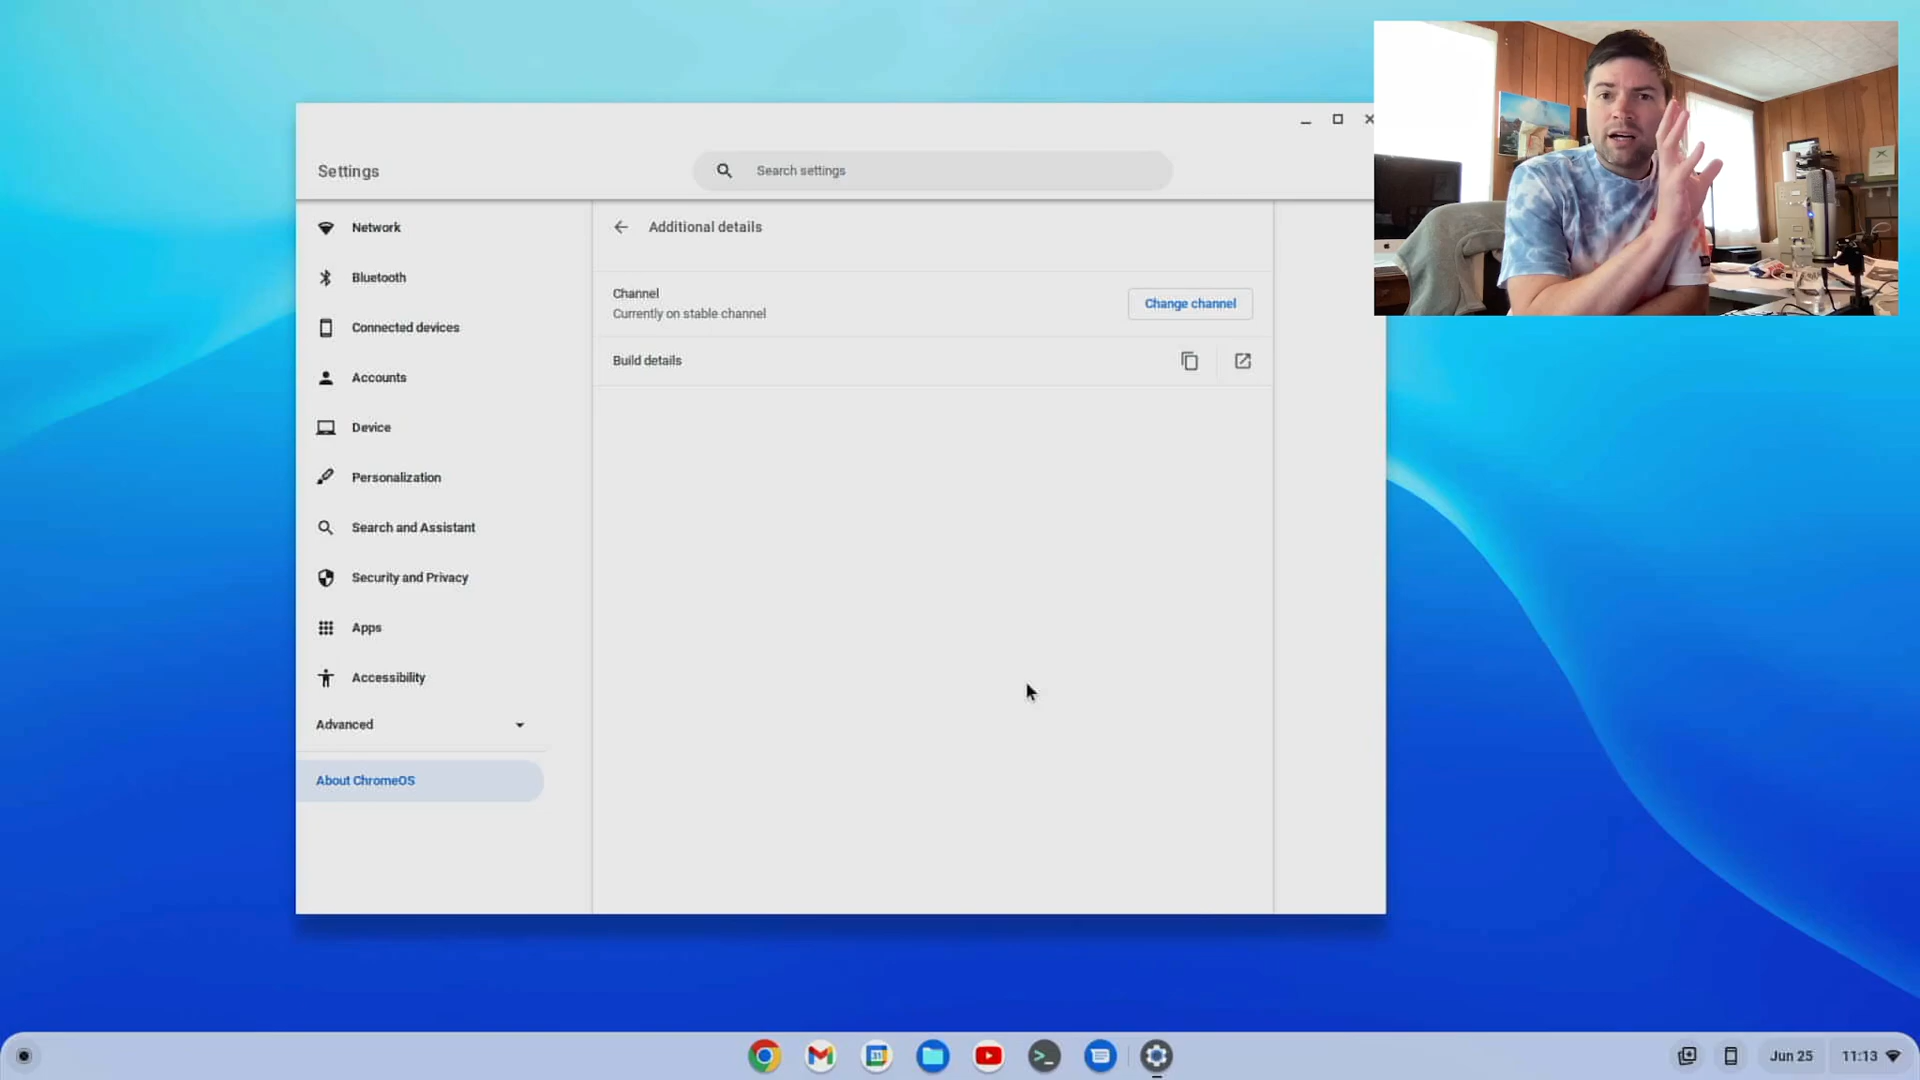 Settings
Search settings
Network
Bluetooth
Connected devices
Accounts
Device
Personalization
Search and Assistant
Security and Privacy
Apps
Accessibility
Advanced
About ChromeOS
Additional details
Channel
Currently on stable channel
Change channel
Build details
31
Jun 25
11:13